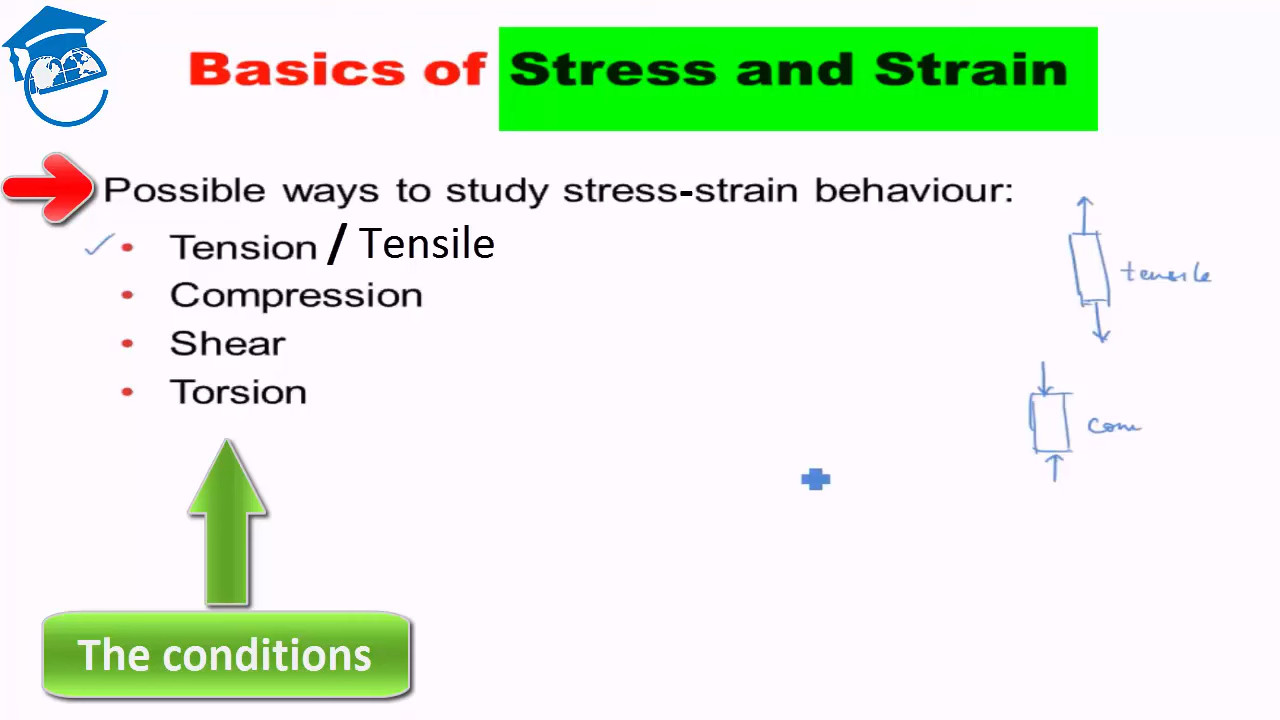 Basics of Stress and Strain
Possible ways to study stress-strain behaviour:
• Tension / Tensile
• Compression
• Shear
• Torsion
tensile
com
The conditions